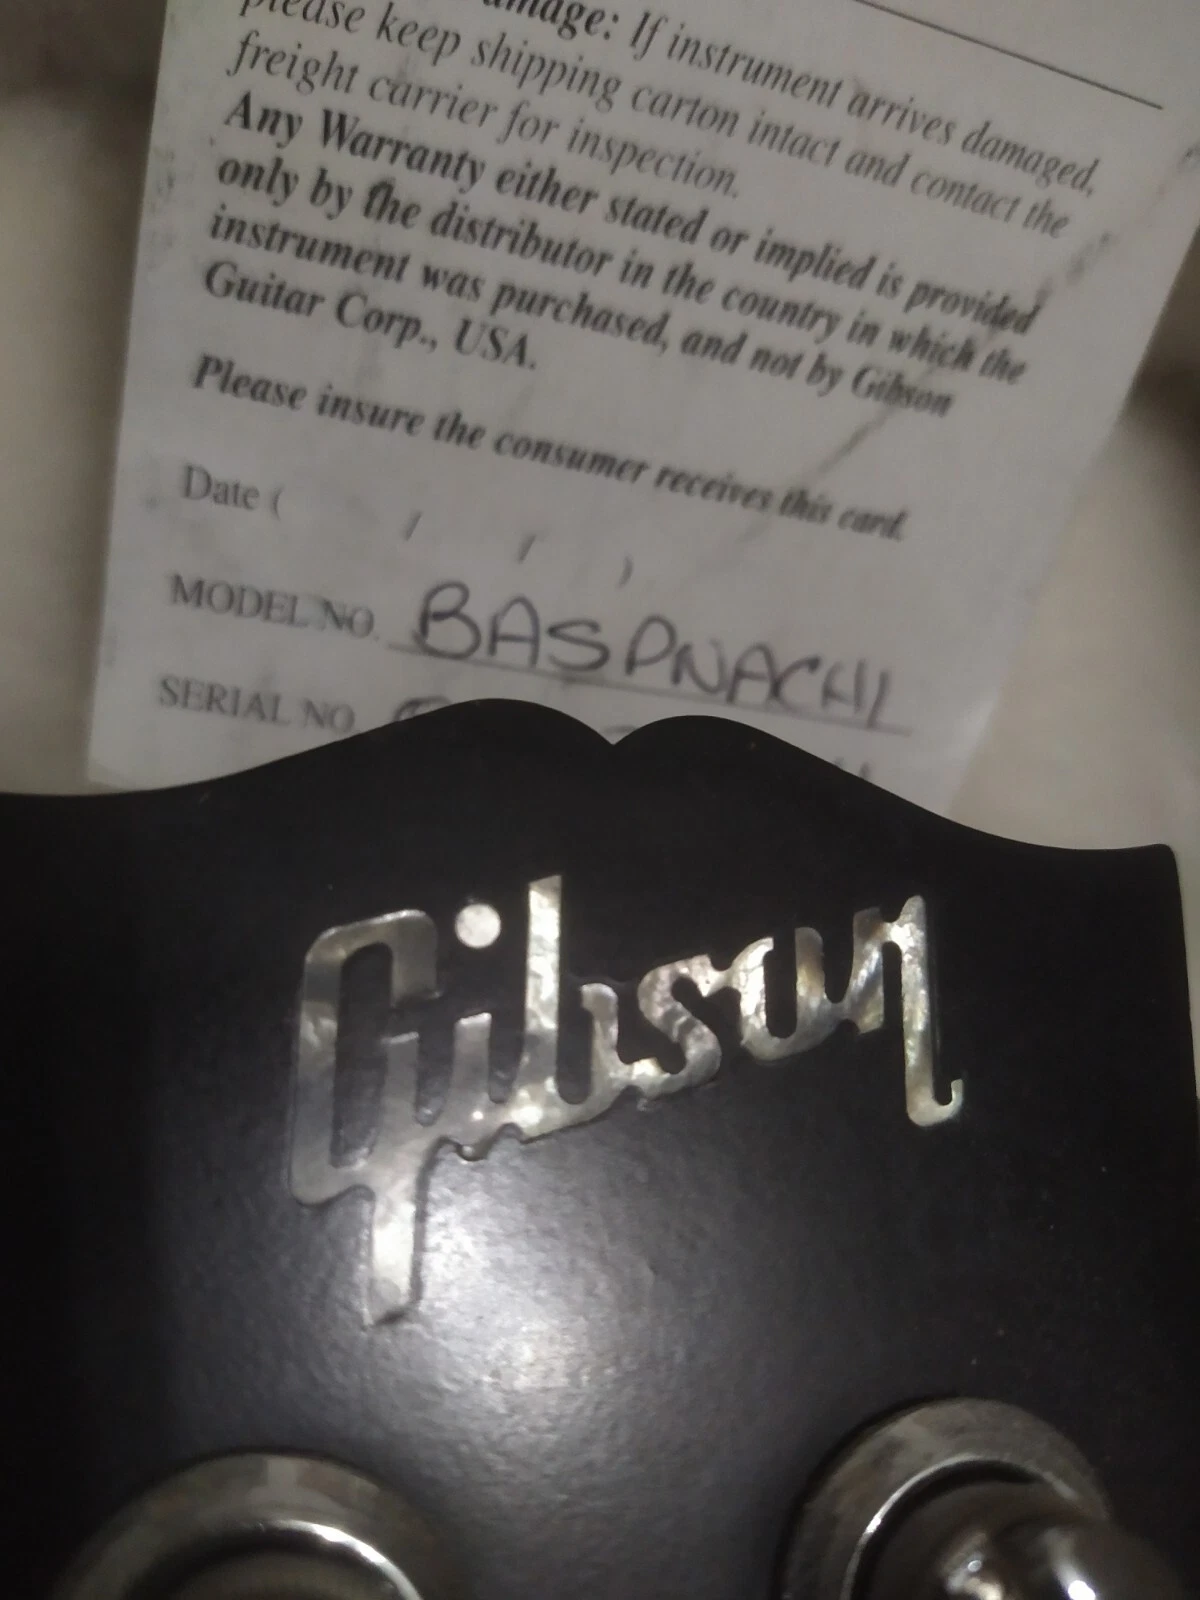 amage: If instrument arrives damaged,
please keep shipping carton intact and contact the
freight carrier for inspection.
Any Warranty either stated or implied is provided
only by the distributor in the country in which the
instrument was purchased, and not by Gibson
Guitar Corp., USA.
Please insure the consumer receives this card.
Date ( / / )
MODEL NO. BASPNACH1
SERIAL NO
Gibson